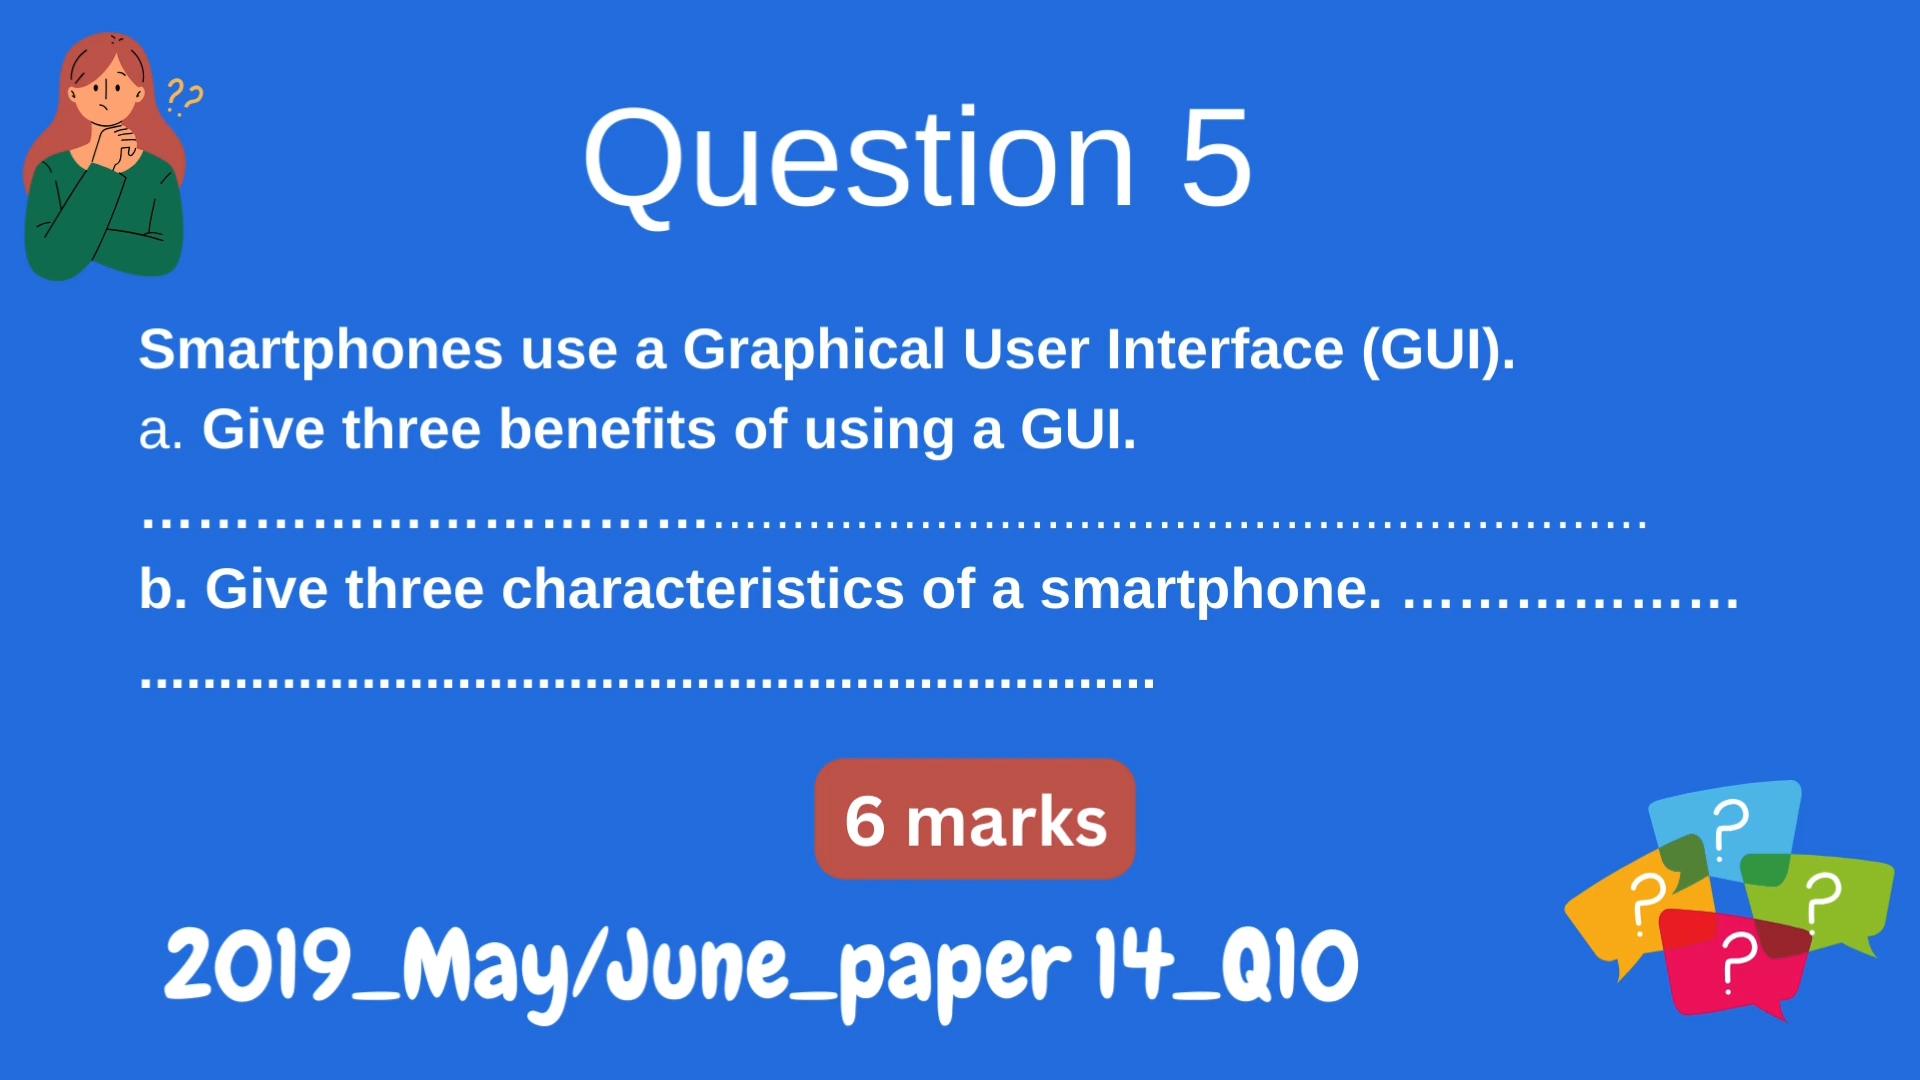 ??
Question 5
Smartphones use a Graphical User Interface (GUI).
a. Give three benefits of using a GUI.
……………………………...........................................................
b. Give three characteristics of a smartphone. ………………
................................................................
6 marks
2019_May/June_paper 14_Q10
?
?
?
?